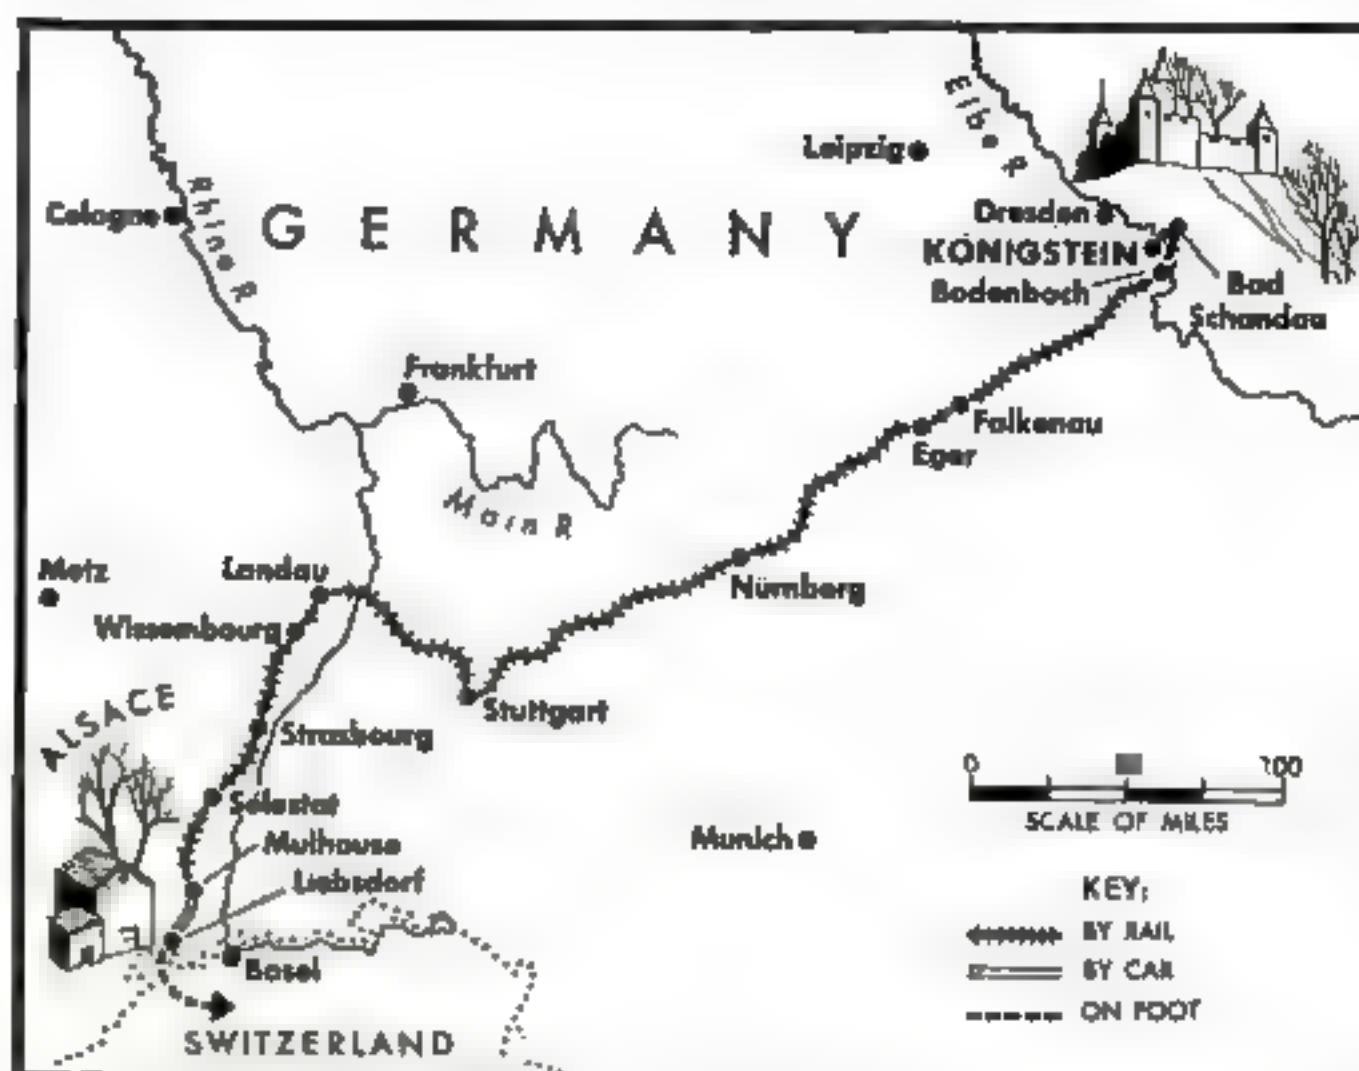 Elbe R
Leipzig
Cologne
Rhine R
GERMANY
Dresden
KÖNIGSTEIN
Bodenbach
Bad
Schandau
Frankfurt
Falkenau
Eger
Main R
Metz
Landau
Nürnberg
Wissembourg
ALSACE
Stuttgart
Strasbourg
Sélestat
Mulhouse
Munich
Liebsdorf
Basel
SWITZERLAND
0 100
SCALE OF MILES
KEY:
BY RAIL
BY CAR
ON FOOT